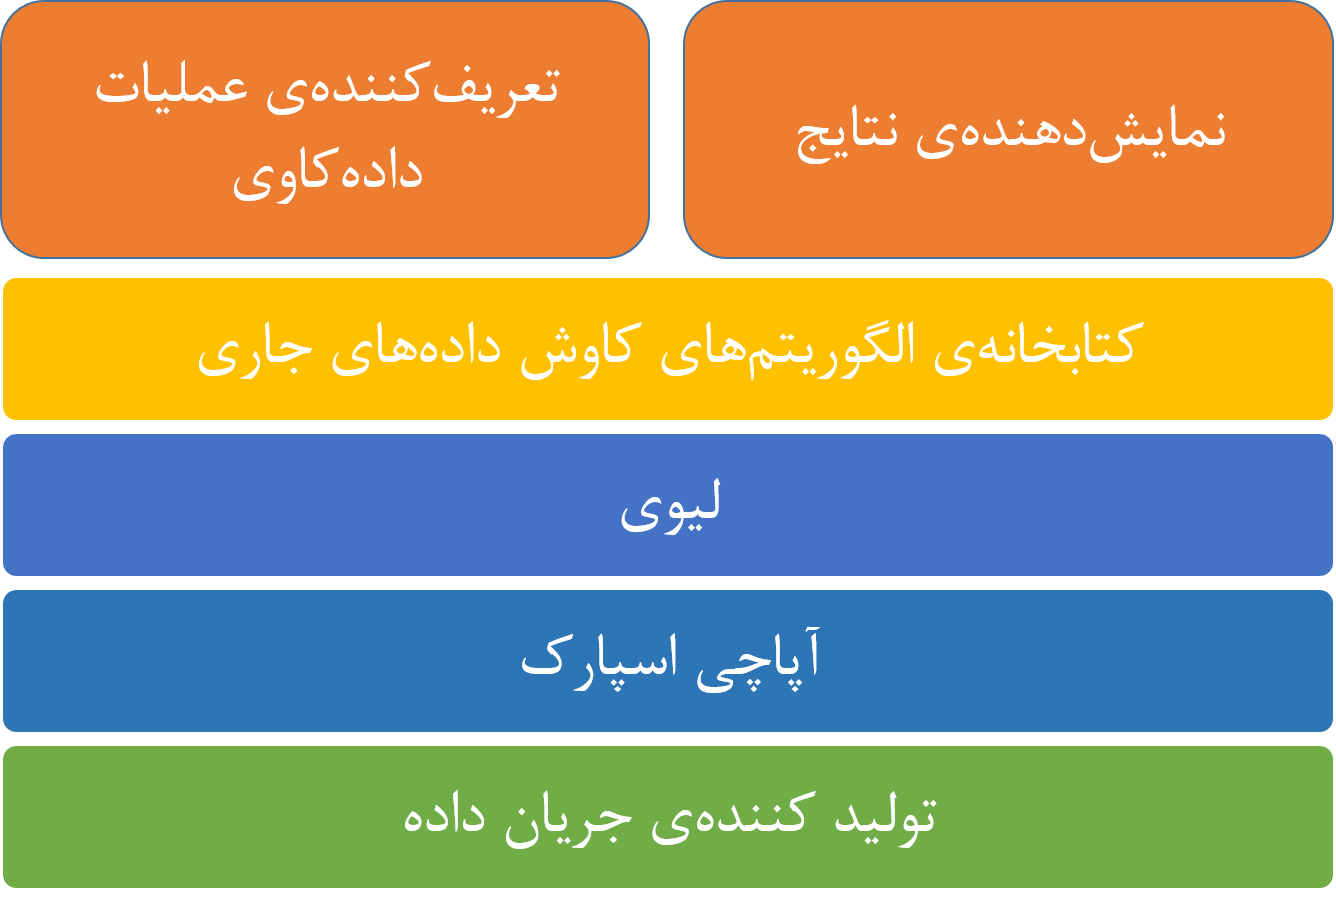 نمایش‌دهنده‌ی نتایج
تعریف‌کننده‌ی عملیات
داده‌کاوی
کتابخانه‌ی الگوریتم‌های کاوش داده‌های جاری
لیوی
آپاچی اسپارک
تولید کننده‌ی جریان داده